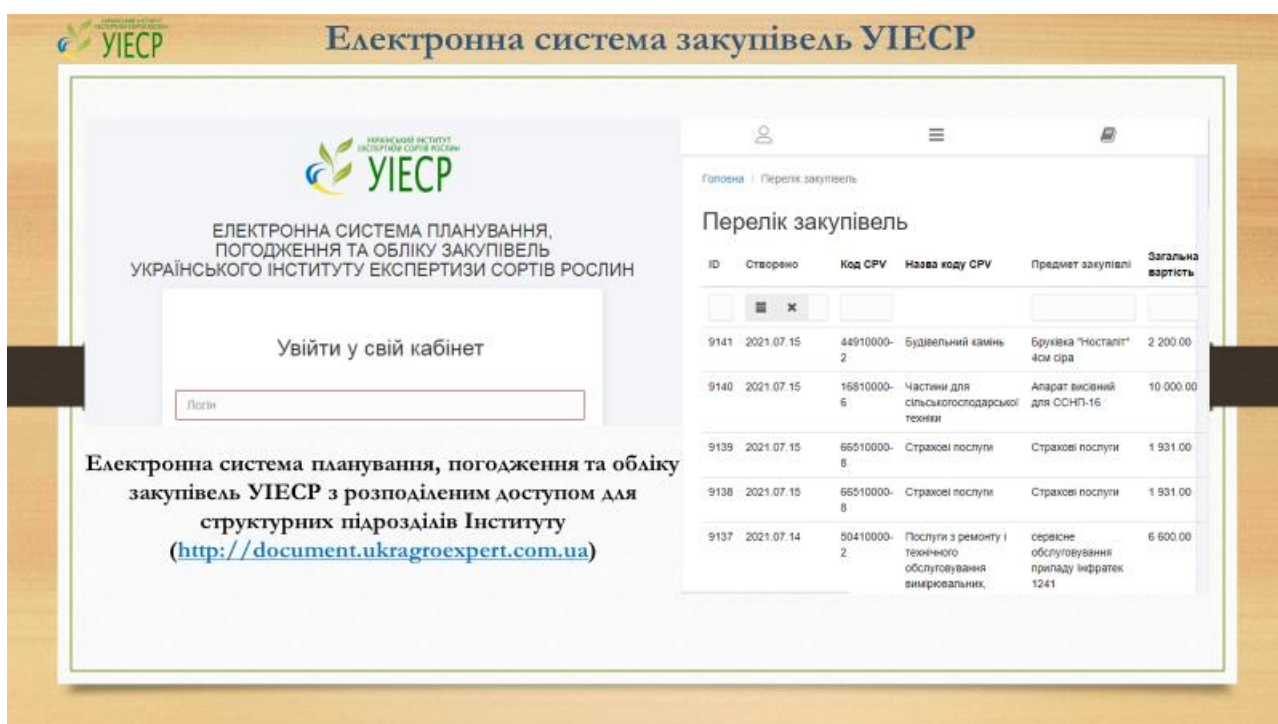 УІЕСР
Електронна система закупівель УІЕСР
УКРАЇНСЬКИЙ ІНСТИТУТ
ЕКСПЕРТИЗИ СОРТІВ РОСЛИН
УІЕСР
ЕЛЕКТРОННА СИСТЕМА ПЛАНУВАННЯ,
ПОГОДЖЕННЯ ТА ОБЛІКУ ЗАКУПІВЕЛЬ
УКРАЇНСЬКОГО ІНСТИТУТУ ЕКСПЕРТИЗИ СОРТІВ РОСЛИН
Увійти у свій кабінет
Логін
Електронна система планування, погодження та обліку
закупівель УІЕСР з розподіленим доступом для
структурних підрозділів Інституту
(http://document.ukragroexpert.com.ua)
Головна / Перелік закупівель
Перелік закупівель
ID Створено Код CPV Назва коду CPV Предмет закупівлі Загальна
вартість
9141 2021.07.15 44910000- Будівельний камінь Бруківка "Носталіт" 2 200.00
2 4см сіра
9140 2021.07.15 16810000- Частини для Апарат висівний 10 000.00
6 сільськогосподарської для ССНП-16
техніки
9139 2021.07.15 66510000- Страхові послуги Страхові послуги 1 931.00
8
9138 2021.07.15 66510000- Страхові послуги Страхові послуги 1 931.00
8
9137 2021.07.14 50410000- Послуги з ремонту і сервісне 6 600.00
2 технічного обслуговування
обслуговування приладу Інфратек
вимірювальних, 1241